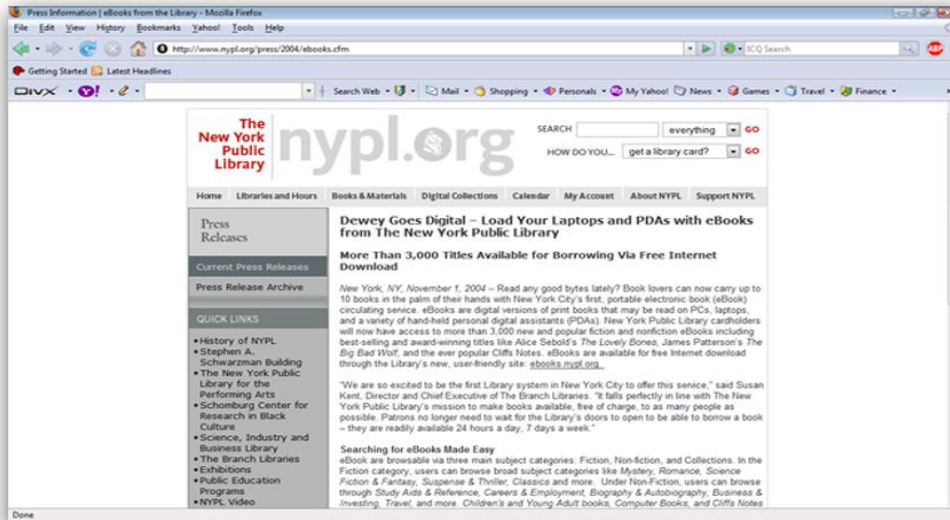 Press Information | eBooks from the Library - Mozilla Firefox
File Edit View History Bookmarks Yahoo! Tools Help
http://www.nypl.org/press/2004/ebooks.cfm ICQ Search ABP
Getting Started Latest Headlines
DIVX Y! Search Web Mail Shopping Personals My Yahoo! News Games Travel Finance
The
New York
Public
Library
nypl.org
SEARCH everything GO
HOW DO YOU... get a library card? GO
Home Libraries and Hours Books & Materials Digital Collections Calendar My Account About NYPL Support NYPL
Press
Releases
Current Press Releases
Press Release Archive
QUICK LINKS
• History of NYPL
• Stephen A.
Schwarzman Building
• The New York Public
Library for the
Performing Arts
• Schomburg Center for
Research in Black
Culture
• Science, Industry and
Business Library
• The Branch Libraries
• Exhibitions
• Public Education
Programs
• NYPL Video
Dewey Goes Digital – Load Your Laptops and PDAs with eBooks
from The New York Public Library
More Than 3,000 Titles Available for Borrowing Via Free Internet
Download
New York, NY, November 1, 2004 – Read any good bytes lately? Book lovers can now carry up to
10 books in the palm of their hands with New York City's first, portable electronic book (eBook)
circulating service. eBooks are digital versions of print books that may be read on PCs, laptops,
and a variety of hand-held personal digital assistants (PDAs). New York Public Library cardholders
will now have access to more than 3,000 new and popular fiction and nonfiction eBooks including
best-selling and award-winning titles like Alice Sebold's The Lovely Bones, James Patterson's The
Big Bad Wolf, and the ever popular Cliffs Notes. eBooks are available for free Internet download
through the Library's new, user-friendly site: ebooks.nypl.org.
"We are so excited to be the first Library system in New York City to offer this service," said Susan
Kent, Director and Chief Executive of The Branch Libraries. "It falls perfectly in line with The New
York Public Library's mission to make books available, free of charge, to as many people as
possible. Patrons no longer need to wait for the Library's doors to open to be able to borrow a book
– they are readily available 24 hours a day, 7 days a week."
Searching for eBooks Made Easy
eBook are browsable via three main subject categories: Fiction, Non-fiction, and Collections. In the
Fiction category, users can browse broad subject categories like Mystery, Romance, Science
Fiction & Fantasy, Suspense & Thriller, Classics and more. Under Non-Fiction, users can browse
through Study Aids & Reference, Careers & Employment, Biography & Autobiography, Business &
Investing, Travel, and more. Children's and Young Adult books, Computer Books, and Cliffs Notes
Done